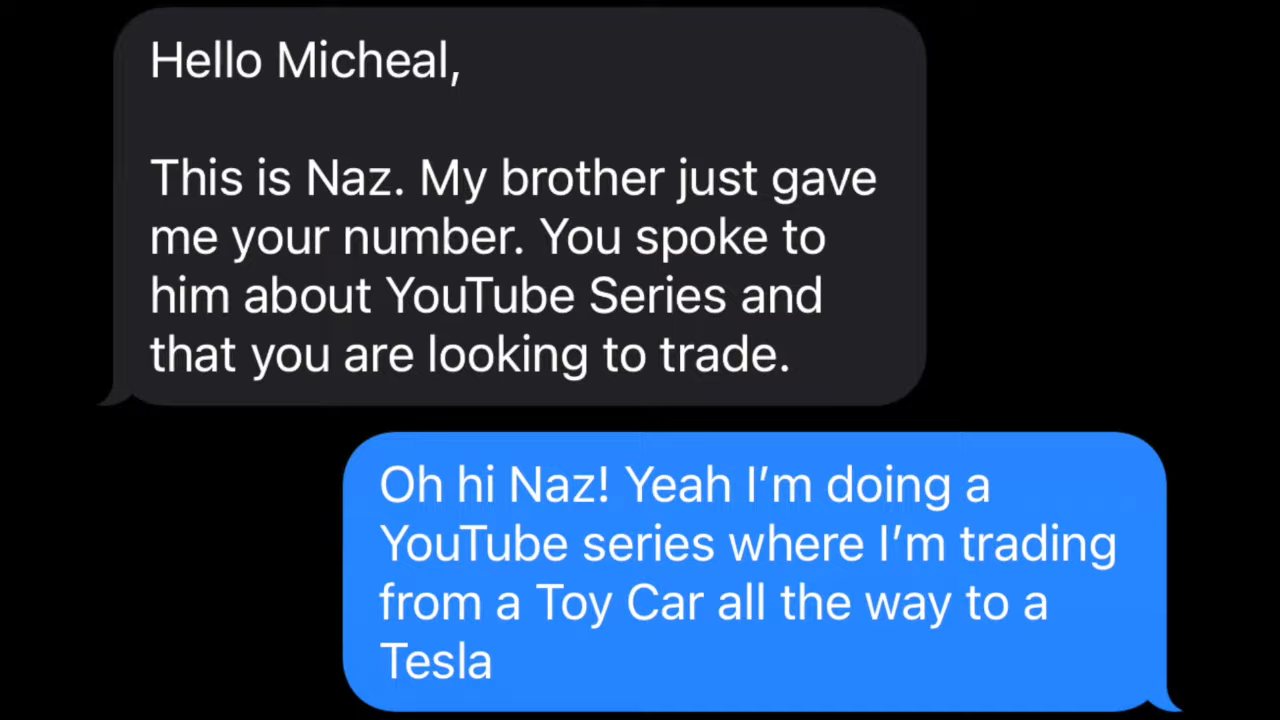 Hello Micheal,
This is Naz. My brother just gave
me your number. You spoke to
him about YouTube Series and
that you are looking to trade.
Oh hi Naz! Yeah I’m doing a
YouTube series where I’m trading
from a Toy Car all the way to a
Tesla